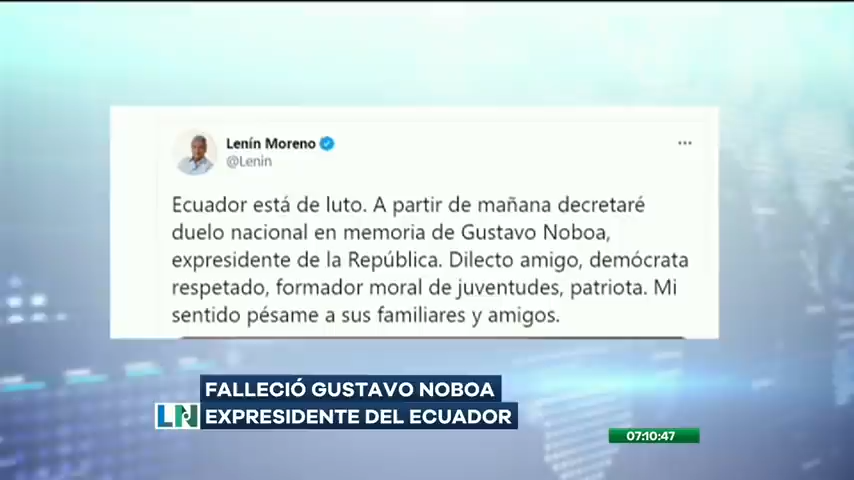 Lenín Moreno
@Lenin
Ecuador está de luto. A partir de mañana decretaré
duelo nacional en memoria de Gustavo Noboa,
expresidente de la República. Dilecto amigo, demócrata
respetado, formador moral de juventudes, patriota. Mi
sentido pésame a sus familiares y amigos.
FALLECIÓ GUSTAVO NOBOA
LN EXPRESIDENTE DEL ECUADOR
07:10:47